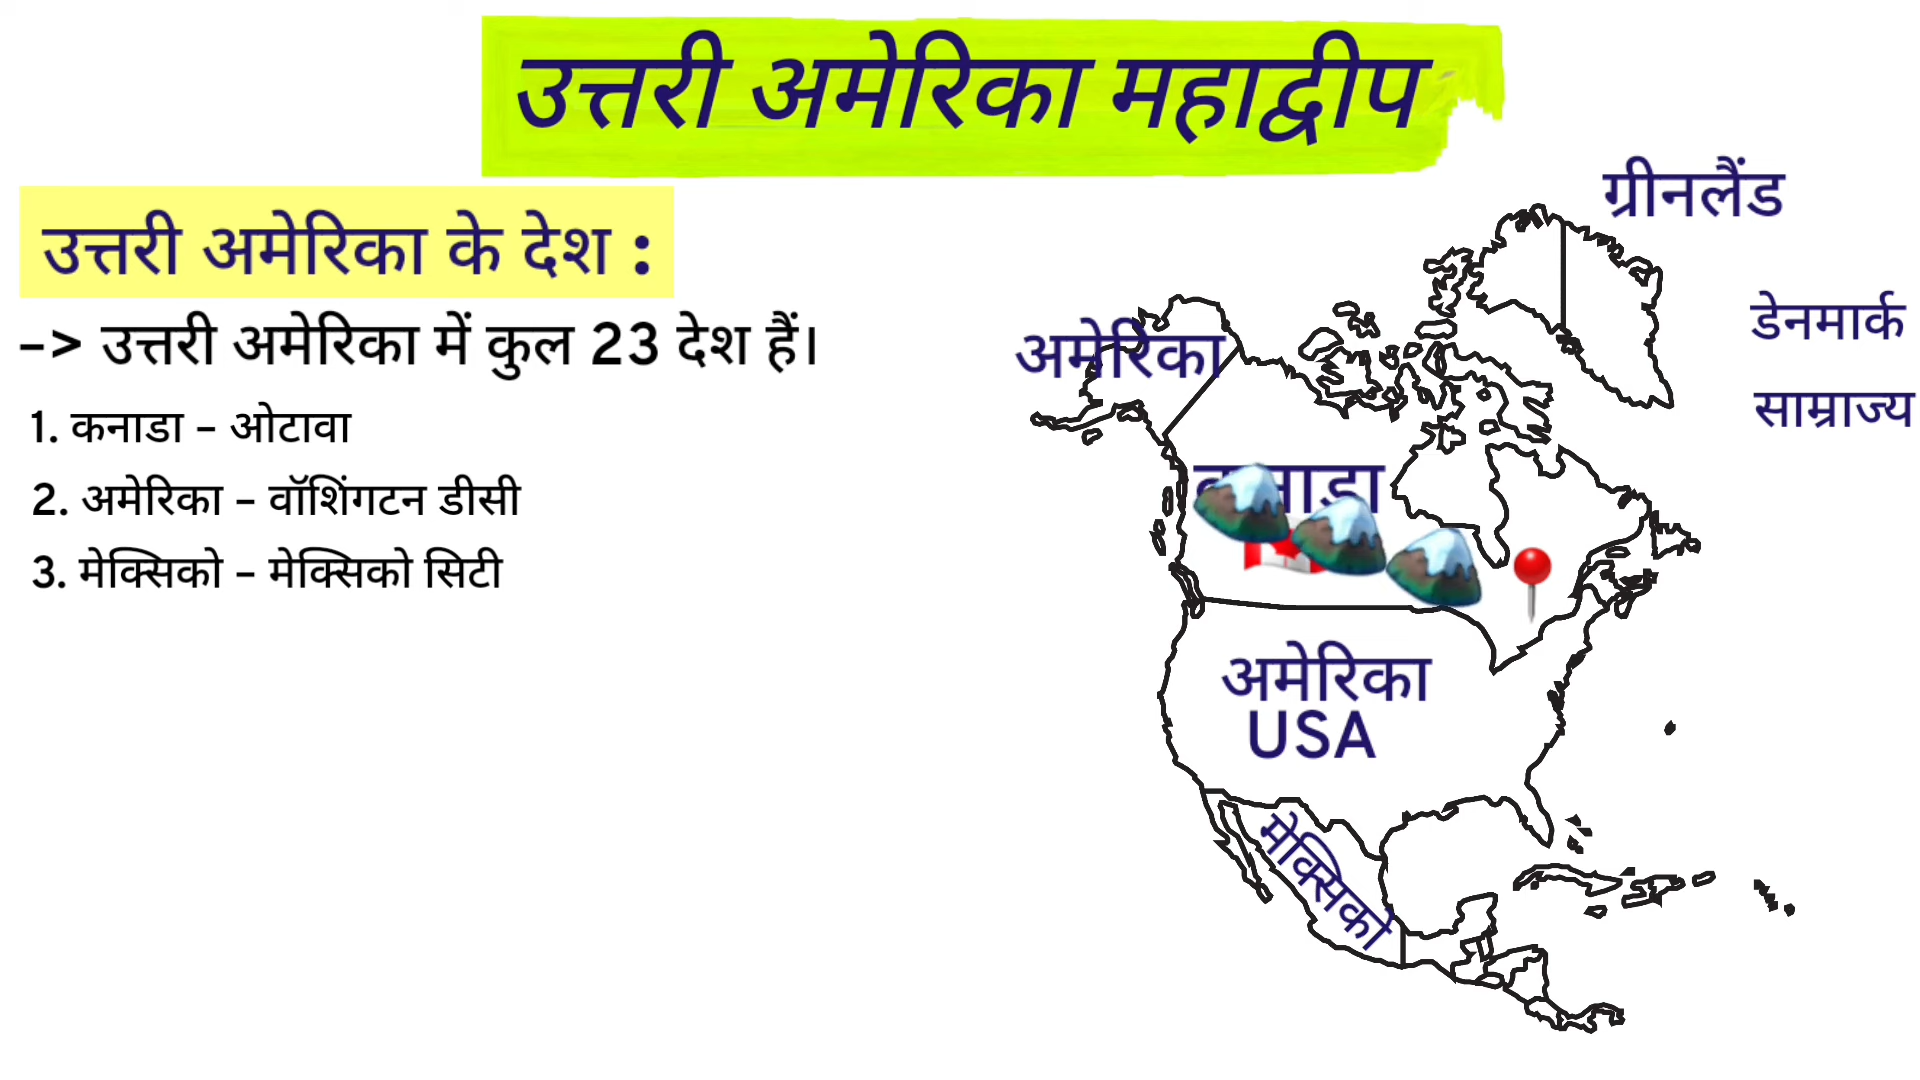 उत्तरी अमेरिका महाद्वीप
उत्तरी अमेरिका के देश :
–> उत्तरी अमेरिका में कुल 23 देश हैं।
1. कनाडा – ओटावा
2. अमेरिका – वॉशिंगटन डीसी
3. मेक्सिको – मेक्सिको सिटी
ग्रीनलैंड
डेनमार्क
साम्राज्य
अमेरिका
कनाडा
अमेरिका
USA
मेक्सिको